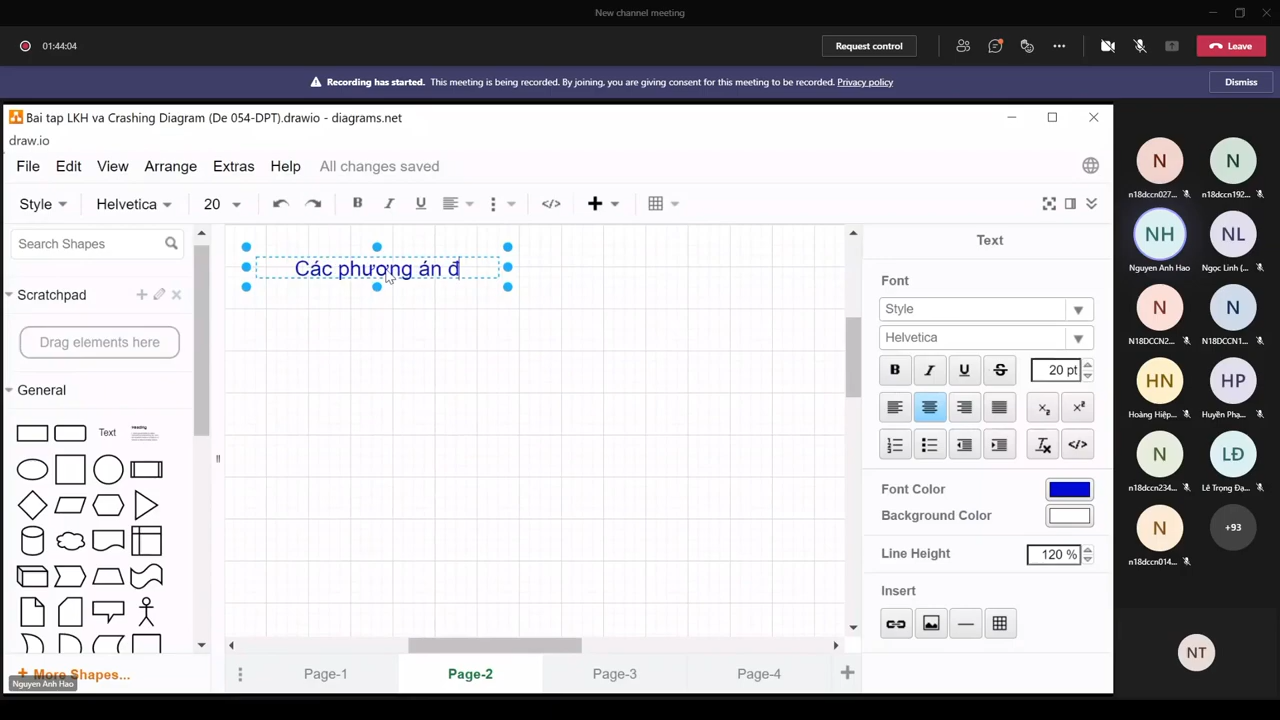 New channel meeting
01:44:04
Request control
Leave
Recording has started. This meeting is being recorded. By joining, you are giving consent for this meeting to be recorded. Privacy policy
Dismiss
Bai tap LKH va Crashing Diagram (De 054-DPT).drawio - diagrams.net
draw.io
File Edit View Arrange Extras Help All changes saved
Style Helvetica 20 B I U </>
Search Shapes
Scratchpad
Drag elements here
General
Text
Heading
+ More Shapes...
Nguyen Anh Hao
Các phương án đ
Page-1 Page-2 Page-3 Page-4
Text
Font
Style
Helvetica
B I U S 20 pt
Font Color
Background Color
Line Height 120 %
Insert
N N
n18dccn027... n18dccn192...
NH NL
Nguyen Anh Hao Ngọc Linh (...
N N
N18DCCN2... N18DCCN1...
HN HP
Hoàng Hiệp... Huyền Phạ...
N LĐ
n18dccn234... Lê Trọng Đạ...
N +93
n18dccn014...
NT